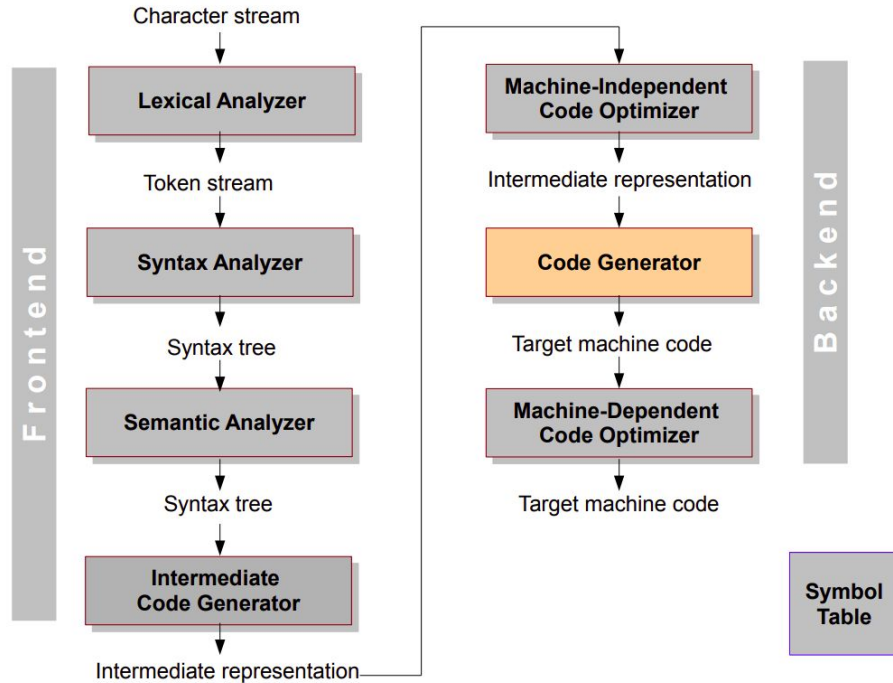 Character stream
Frontend
Lexical Analyzer
Token stream
Syntax Analyzer
Syntax tree
Semantic Analyzer
Syntax tree
Intermediate
Code Generator
Intermediate representation
Machine-Independent
Code Optimizer
Intermediate representation
Code Generator
Target machine code
Machine-Dependent
Code Optimizer
Target machine code
Backend
Symbol
Table